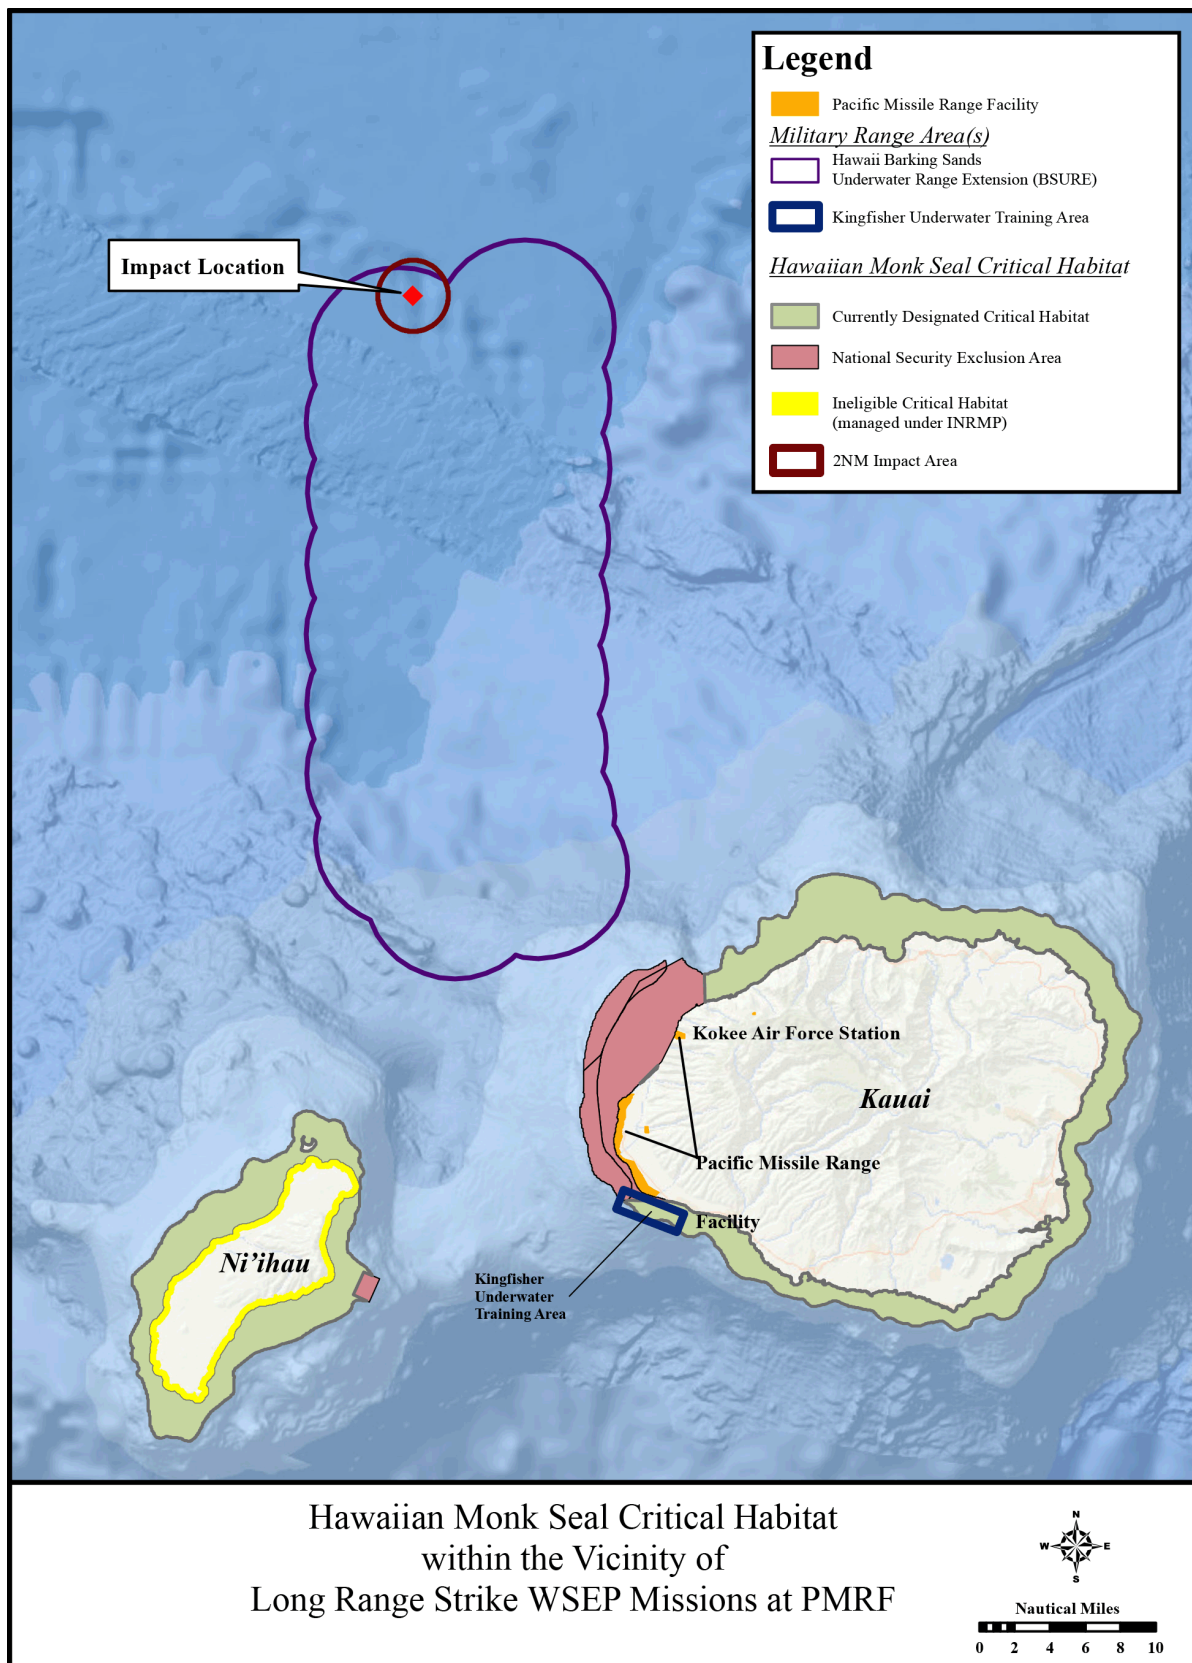 Legend
Pacific Missile Range Facility
Military Range Area(s)
Hawaii Barking Sands
Underwater Range Extension (BSURE)
Kingfisher Underwater Training Area
Hawaiian Monk Seal Critical Habitat
Currently Designated Critical Habitat
National Security Exclusion Area
Ineligible Critical Habitat
(managed under INRMP)
2NM Impact Area
Impact Location
Kokee Air Force Station
Kauai
Pacific Missile Range
Facility
Ni'ihau
Kingfisher
Underwater
Training Area
Hawaiian Monk Seal Critical Habitat
within the Vicinity of
Long Range Strike WSEP Missions at PMRF
N
W E
S
Nautical Miles
0 2 4 6 8 10